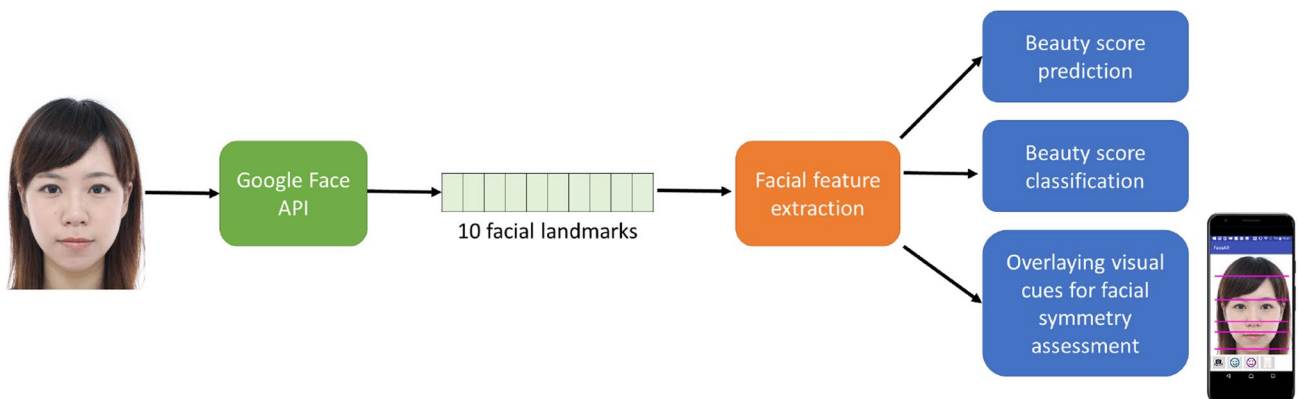 Google Face
API
10 facial landmarks
Facial feature
extraction
Beauty score
prediction
Beauty score
classification
Overlaying visual
cues for facial
symmetry
assessment